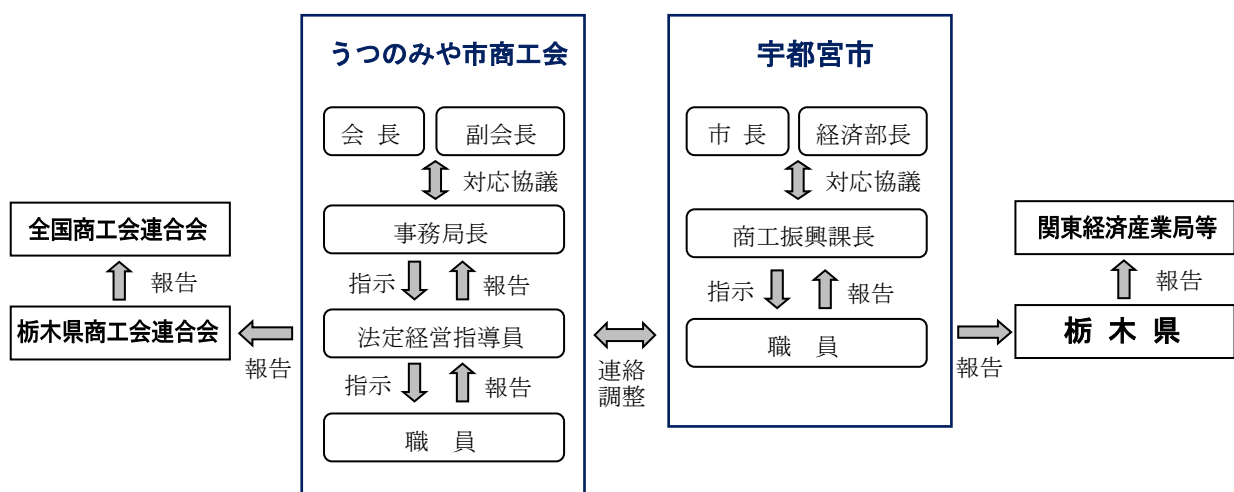 うつのみや市商工会
会 長
副会長
対応協議
事務局長
指示
報告
法定経営指導員
指示
報告
職 員
宇都宮市
市 長
経済部長
対応協議
商工振興課長
指示
報告
職 員
連絡
調整
全国商工会連合会
報告
栃木県商工会連合会
報告
関東経済産業局等
報告
栃 木 県
報告